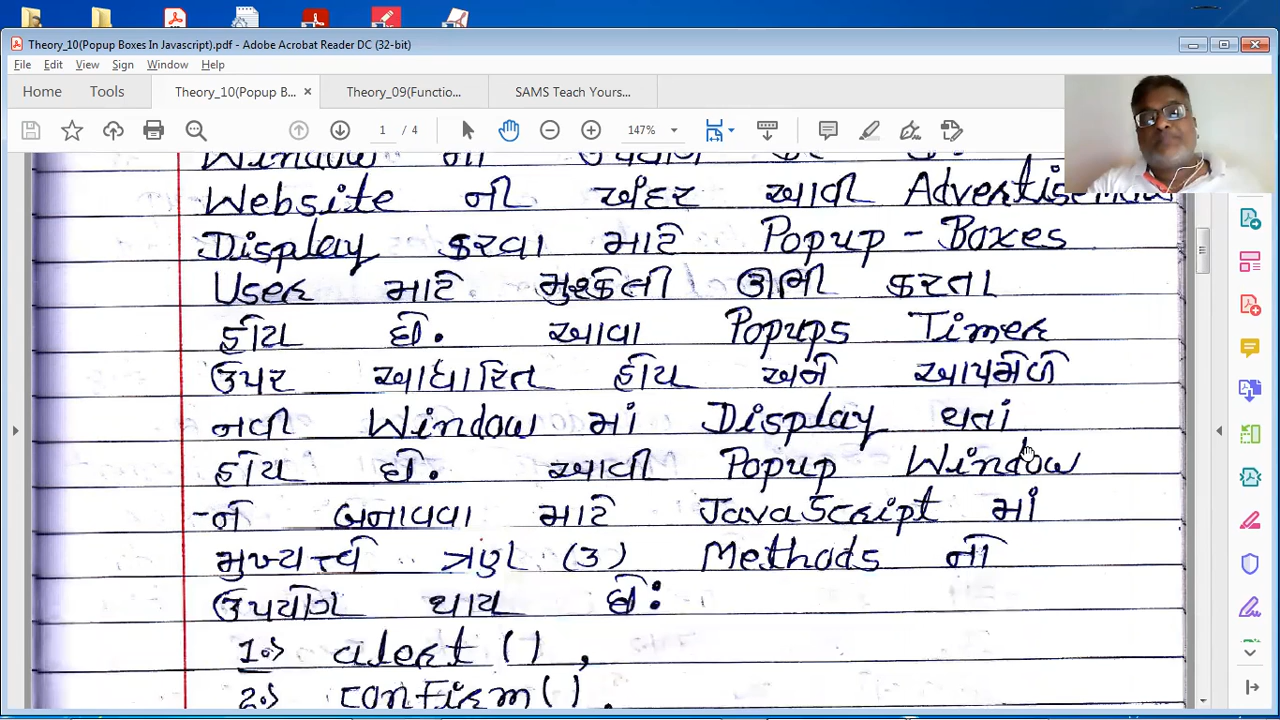 Theory_10(Popup Boxes In Javascript).pdf - Adobe Acrobat Reader DC (32-bit)
File Edit View Sign Window Help
Home Tools Theory_10(Popup B... × Theory_09(Functio... SAMS Teach Yours...
1 / 4 147%
Window નો ઉપયોગ
Website ની અંદર આવી
Display કરવા માટે Popup - Boxes
User માટે મુશ્કેલી ઊભી કરતા
હોય છે. આવા Popups Timer
ઉપર આધારિત હોય અને આપમેળે
નવી Window માં Display થતાં
હોય છે. આવી Popup Window
-ને બનાવવા માટે JavaScript માં
મુખ્યત્ત્વે ત્રણ (૩) Methods નો
ઉપયોગ થાય છે:
1.> alert () ,
2.> confirm() ,